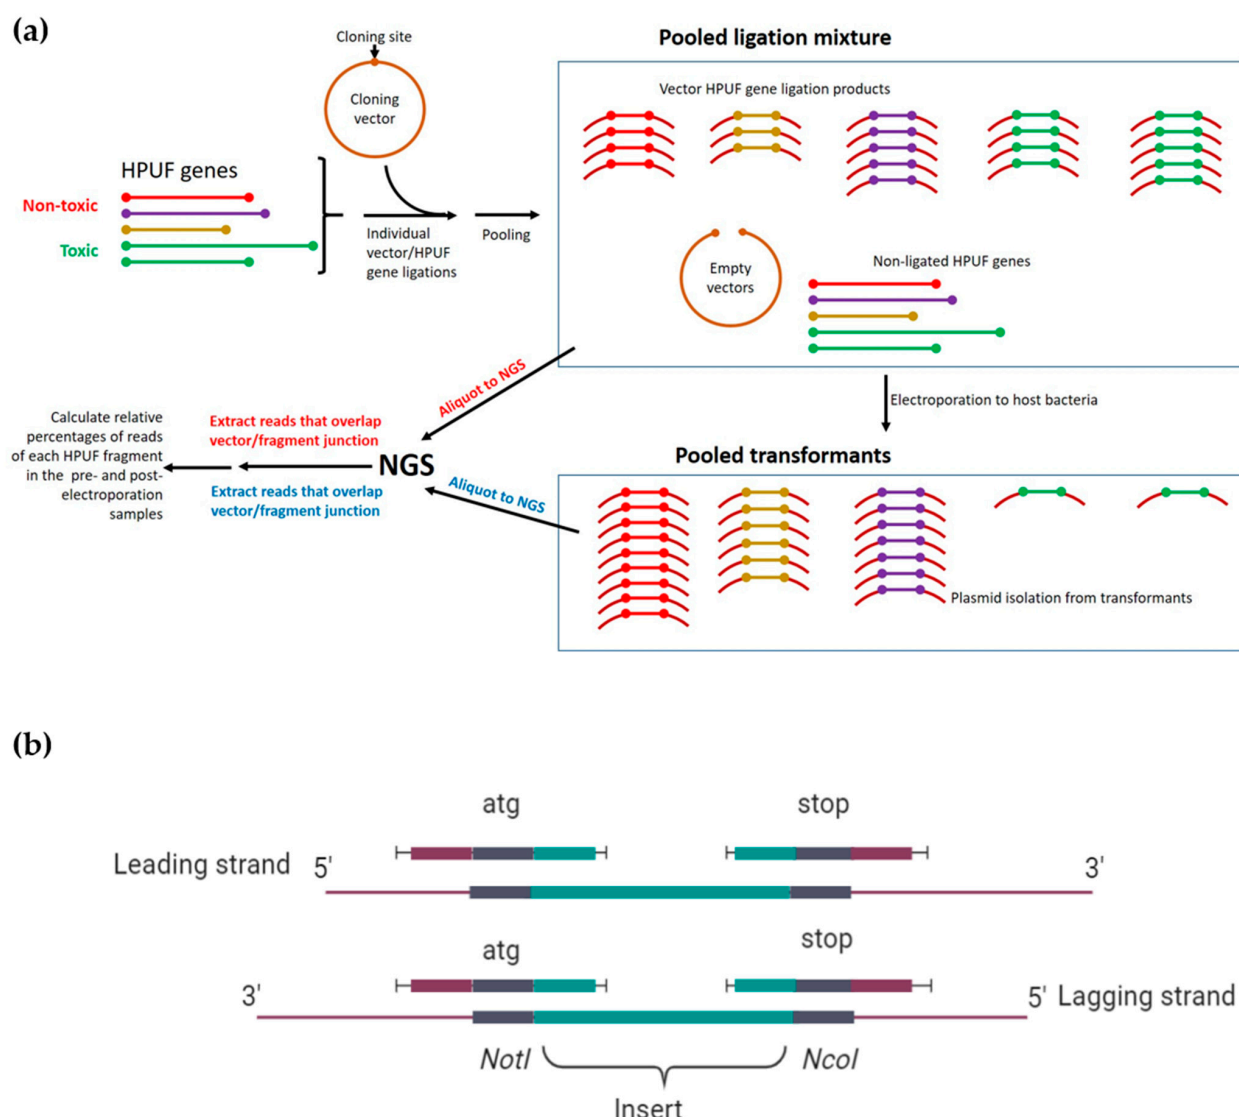 (a)
Cloning site
Cloning
vector
HPUF genes
Non-toxic
Toxic
Individual
vector/HPUF
gene ligations
Pooling
Pooled ligation mixture
Vector HPUF gene ligation products
Empty
vectors
Non-ligated HPUF genes
Electroporation to host bacteria
Aliquot to NGS
Calculate relative
percentages of reads
of each HPUF fragment
in the pre- and post-
electroporation
samples
Extract reads that overlap
vector/fragment junction
NGS
Extract reads that overlap
vector/fragment junction
Aliquot to NGS
Pooled transformants
Plasmid isolation from transformants
(b)
atg
stop
Leading strand 5'
3'
atg
stop
3'
5' Lagging strand
NotI
NcoI
Insert